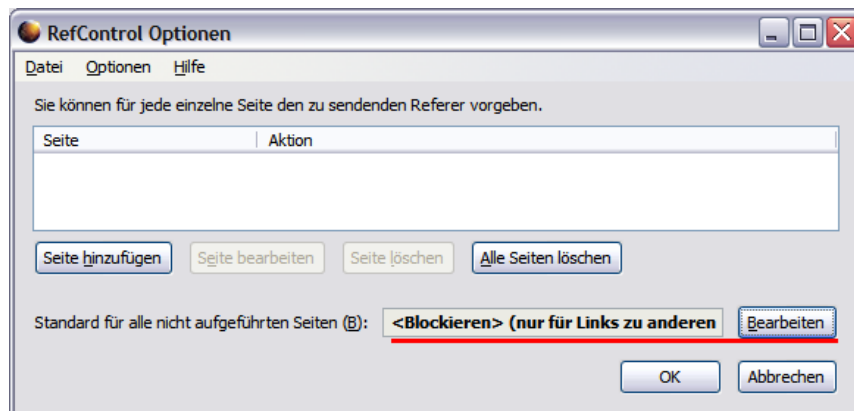 RefControl Optionen
Datei Optionen Hilfe
Sie können für jede einzelne Seite den zu sendenden Referer vorgeben.
Seite Aktion
Seite hinzufügen Seite bearbeiten Seite löschen Alle Seiten löschen
Standard für alle nicht aufgeführten Seiten (B): <Blockieren> (nur für Links zu anderen Bearbeiten
OK Abbrechen